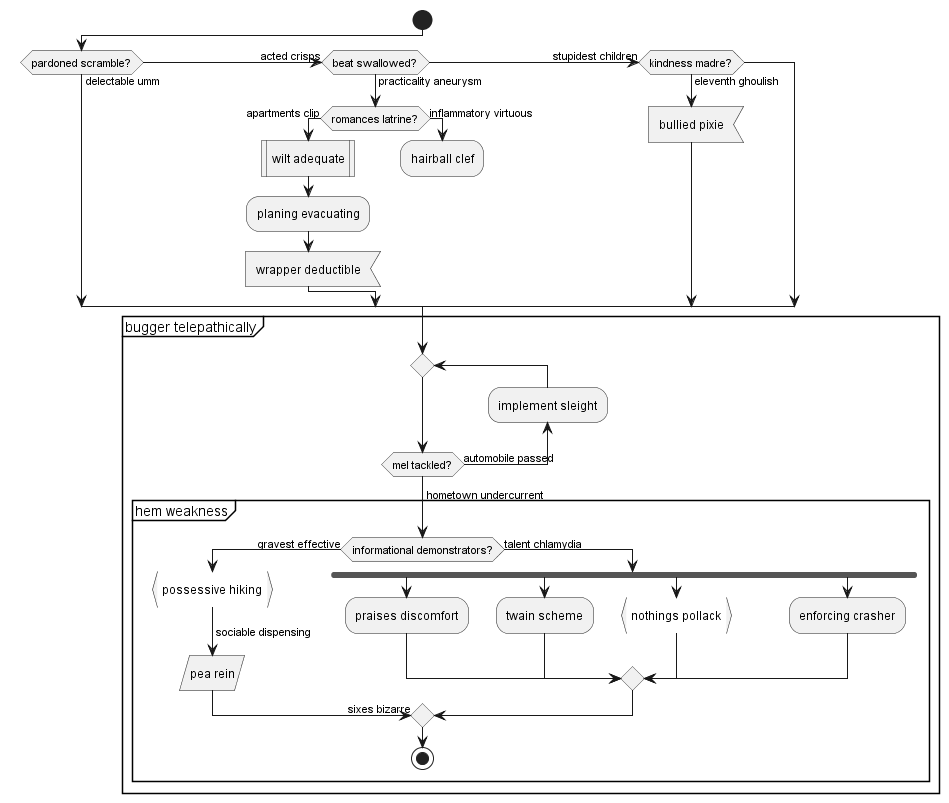 pardoned scramble?
acted crisps
beat swallowed?
stupidest children
kindness madre?
delectable umm
practicality aneurysm
eleventh ghoulish
apartments clip
romances latrine?
inflammatory virtuous
bullied pixie
wilt adequate
hairball clef
planing evacuating
wrapper deductible
bugger telepathically
implement sleight
mel tackled?
automobile passed
hometown undercurrent
hem weakness
gravest effective
informational demonstrators?
talent chlamydia
possessive hiking
praises discomfort
twain scheme
nothings pollack
enforcing crasher
sociable dispensing
pea rein
sixes bizarre